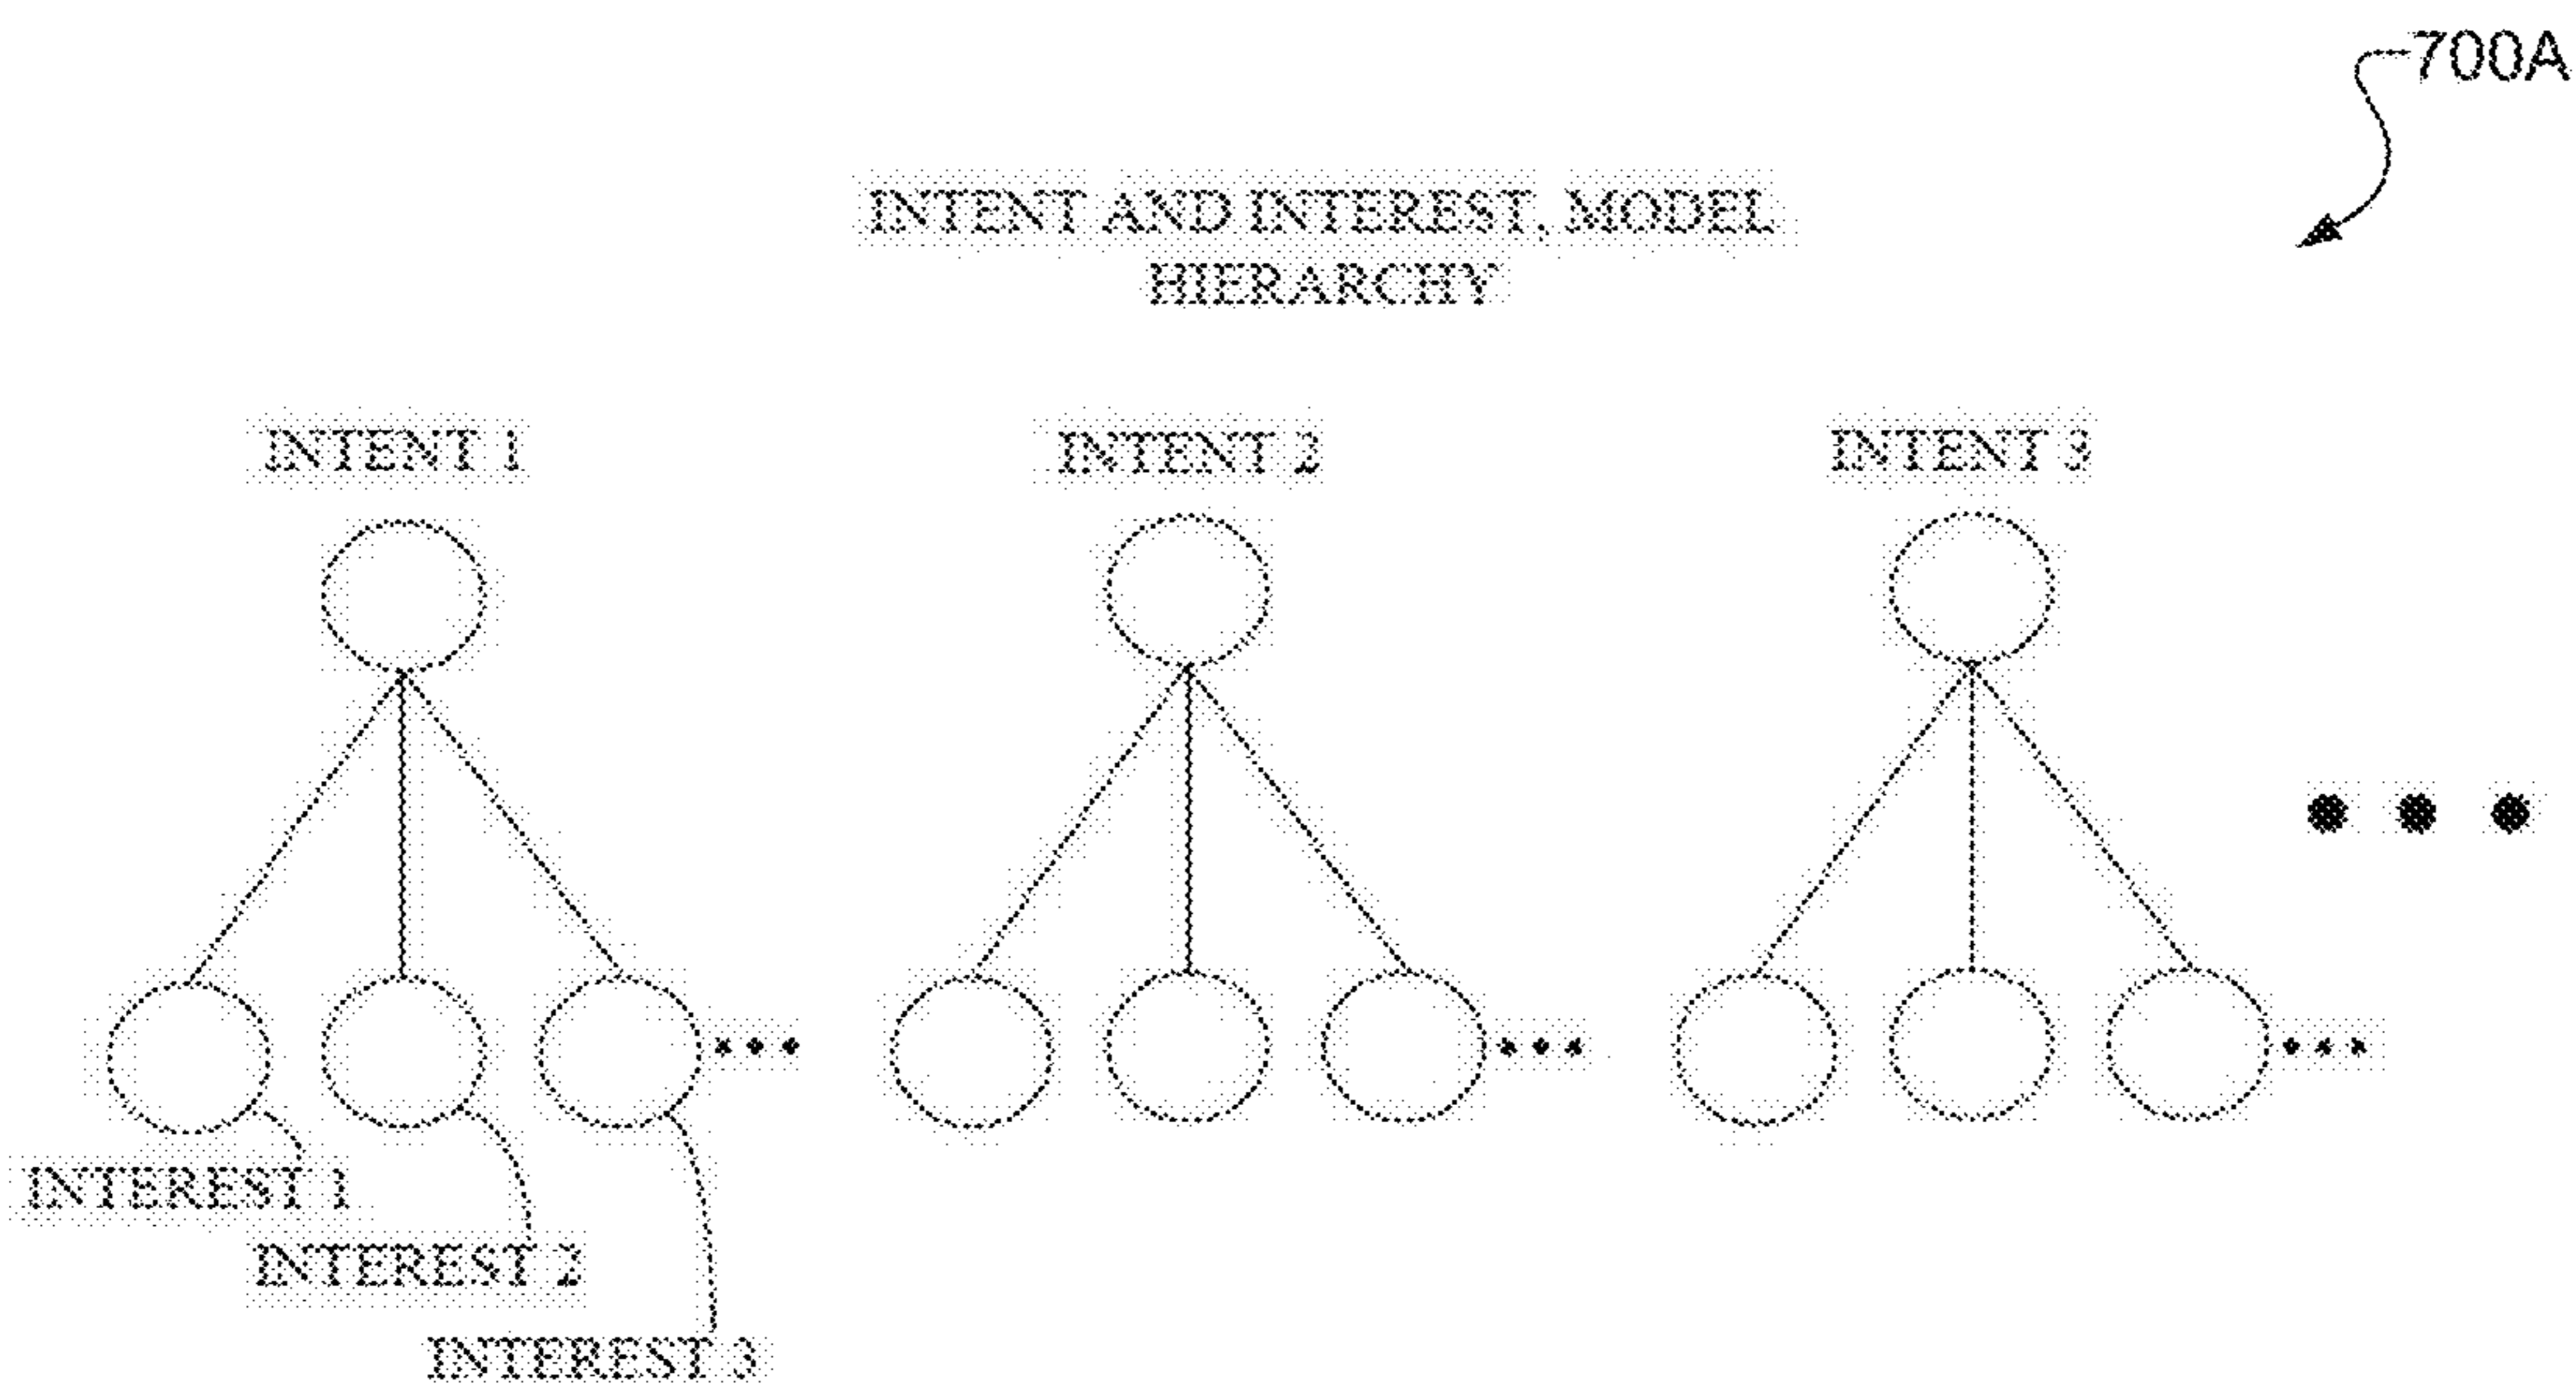 700A
INTENT AND INTEREST, MODEL
HIERARCHY
INTENT 1
INTENT 2
INTENT 3
INTEREST 1
INTEREST 2
INTEREST 3